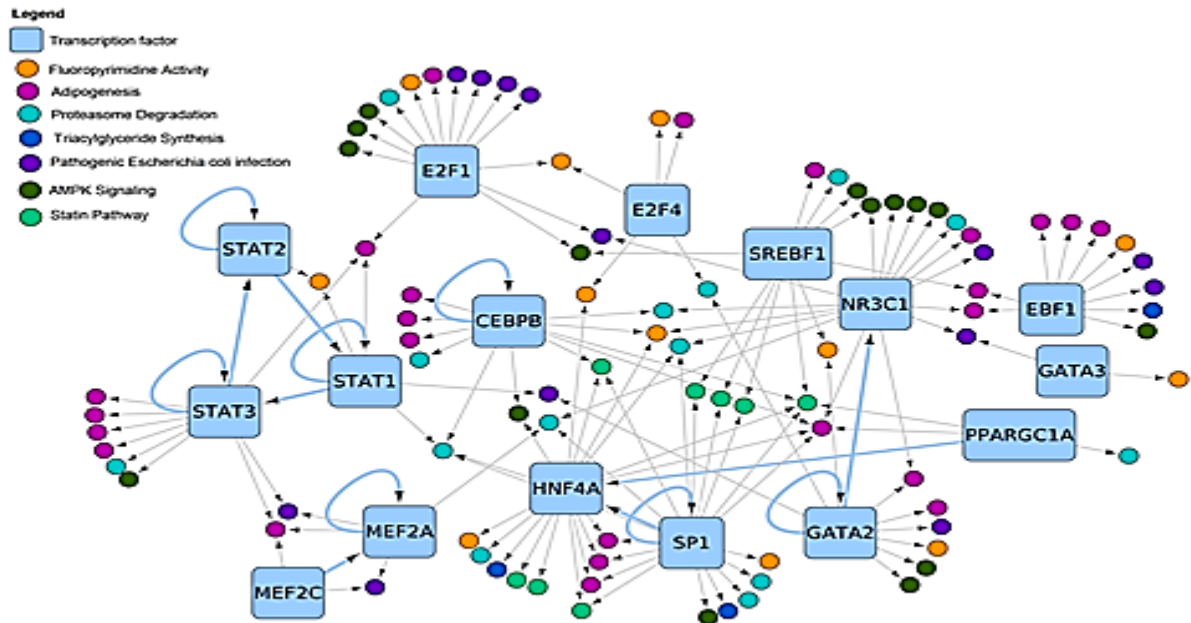 Legend
Transcription factor
Fluoropyrimidine Activity
Adipogenesis
Proteasome Degradation
Triacylglyceride Synthesis
Pathogenic Escherichia coli infection
AMPK Signaling
Statin Pathway
E2F1
E2F4
STAT2
SREBF1
NR3C1
EBF1
CEBPB
STAT1
GATA3
STAT3
PPARGC1A
HNF4A
MEF2A
SP1
GATA2
MEF2C